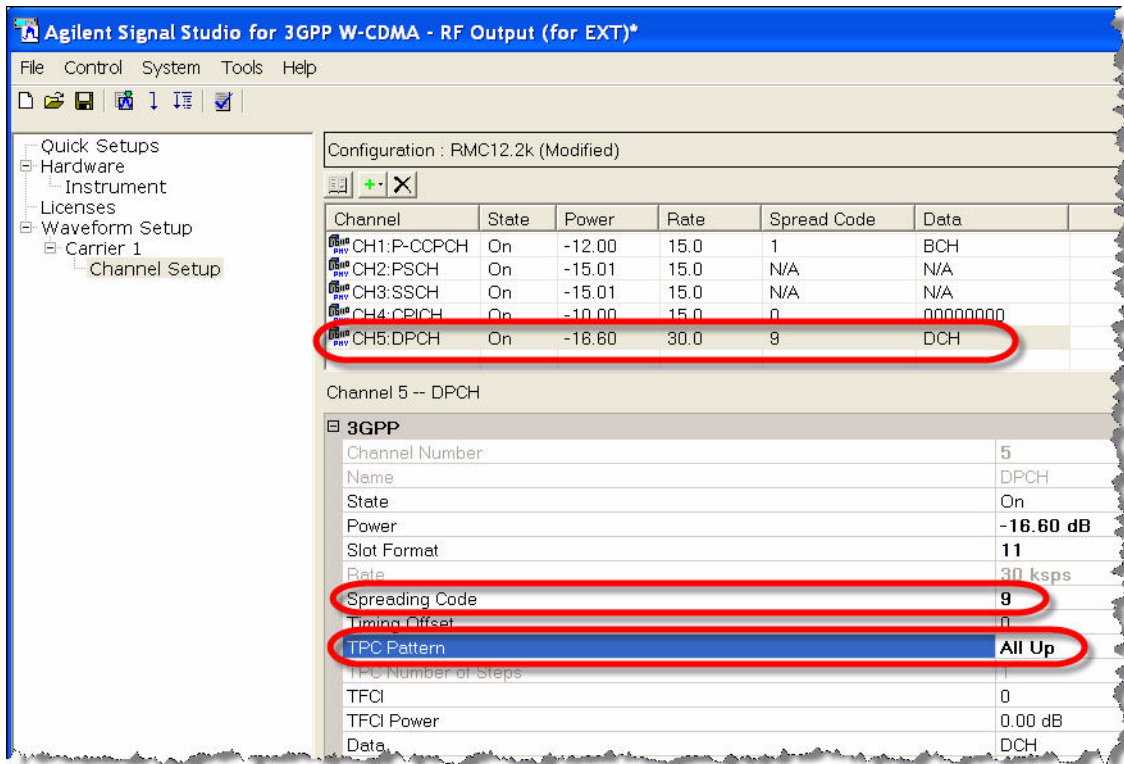 Agilent Signal Studio for 3GPP W-CDMA - RF Output (for EXT)*
File Control System Tools Help
Quick Setups
Hardware
Instrument
Licenses
Waveform Setup
Carrier 1
Channel Setup
Configuration : RMC12.2k (Modified)
Channel State Power Rate Spread Code Data
CH1:P-CCPCH On -12.00 15.0 1 BCH
CH2:PSCH On -15.01 15.0 N/A N/A
CH3:SSCH On -15.01 15.0 N/A N/A
CH4:CPICH On -10.00 15.0 0 00000000
CH5:DPCH On -16.60 30.0 9 DCH
Channel 5 -- DPCH
3GPP
Channel Number 5
Name DPCH
State On
Power -16.60 dB
Slot Format 11
Rate 30 ksps
Spreading Code 9
Timing Offset 0
TPC Pattern All Up
TPC Number of Steps 1
TFCI 0
TFCI Power 0.00 dB
Data DCH